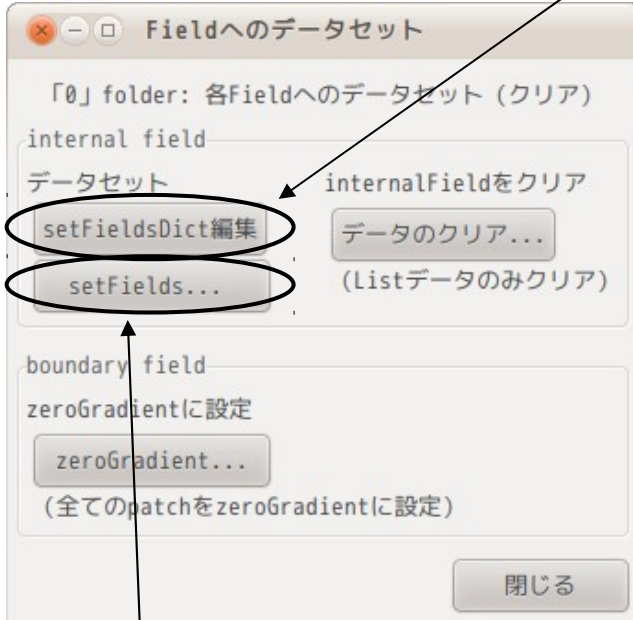 Fieldへのデータセット
「0」folder: 各Fieldへのデータセット (クリア)
internal field
データセット
internalFieldをクリア
setFieldsDict編集
データのクリア...
setFields...
(Listデータのみクリア)
boundary field
zeroGradientに設定
zeroGradient...
(全てのpatchをzeroGradientに設定)
閉じる